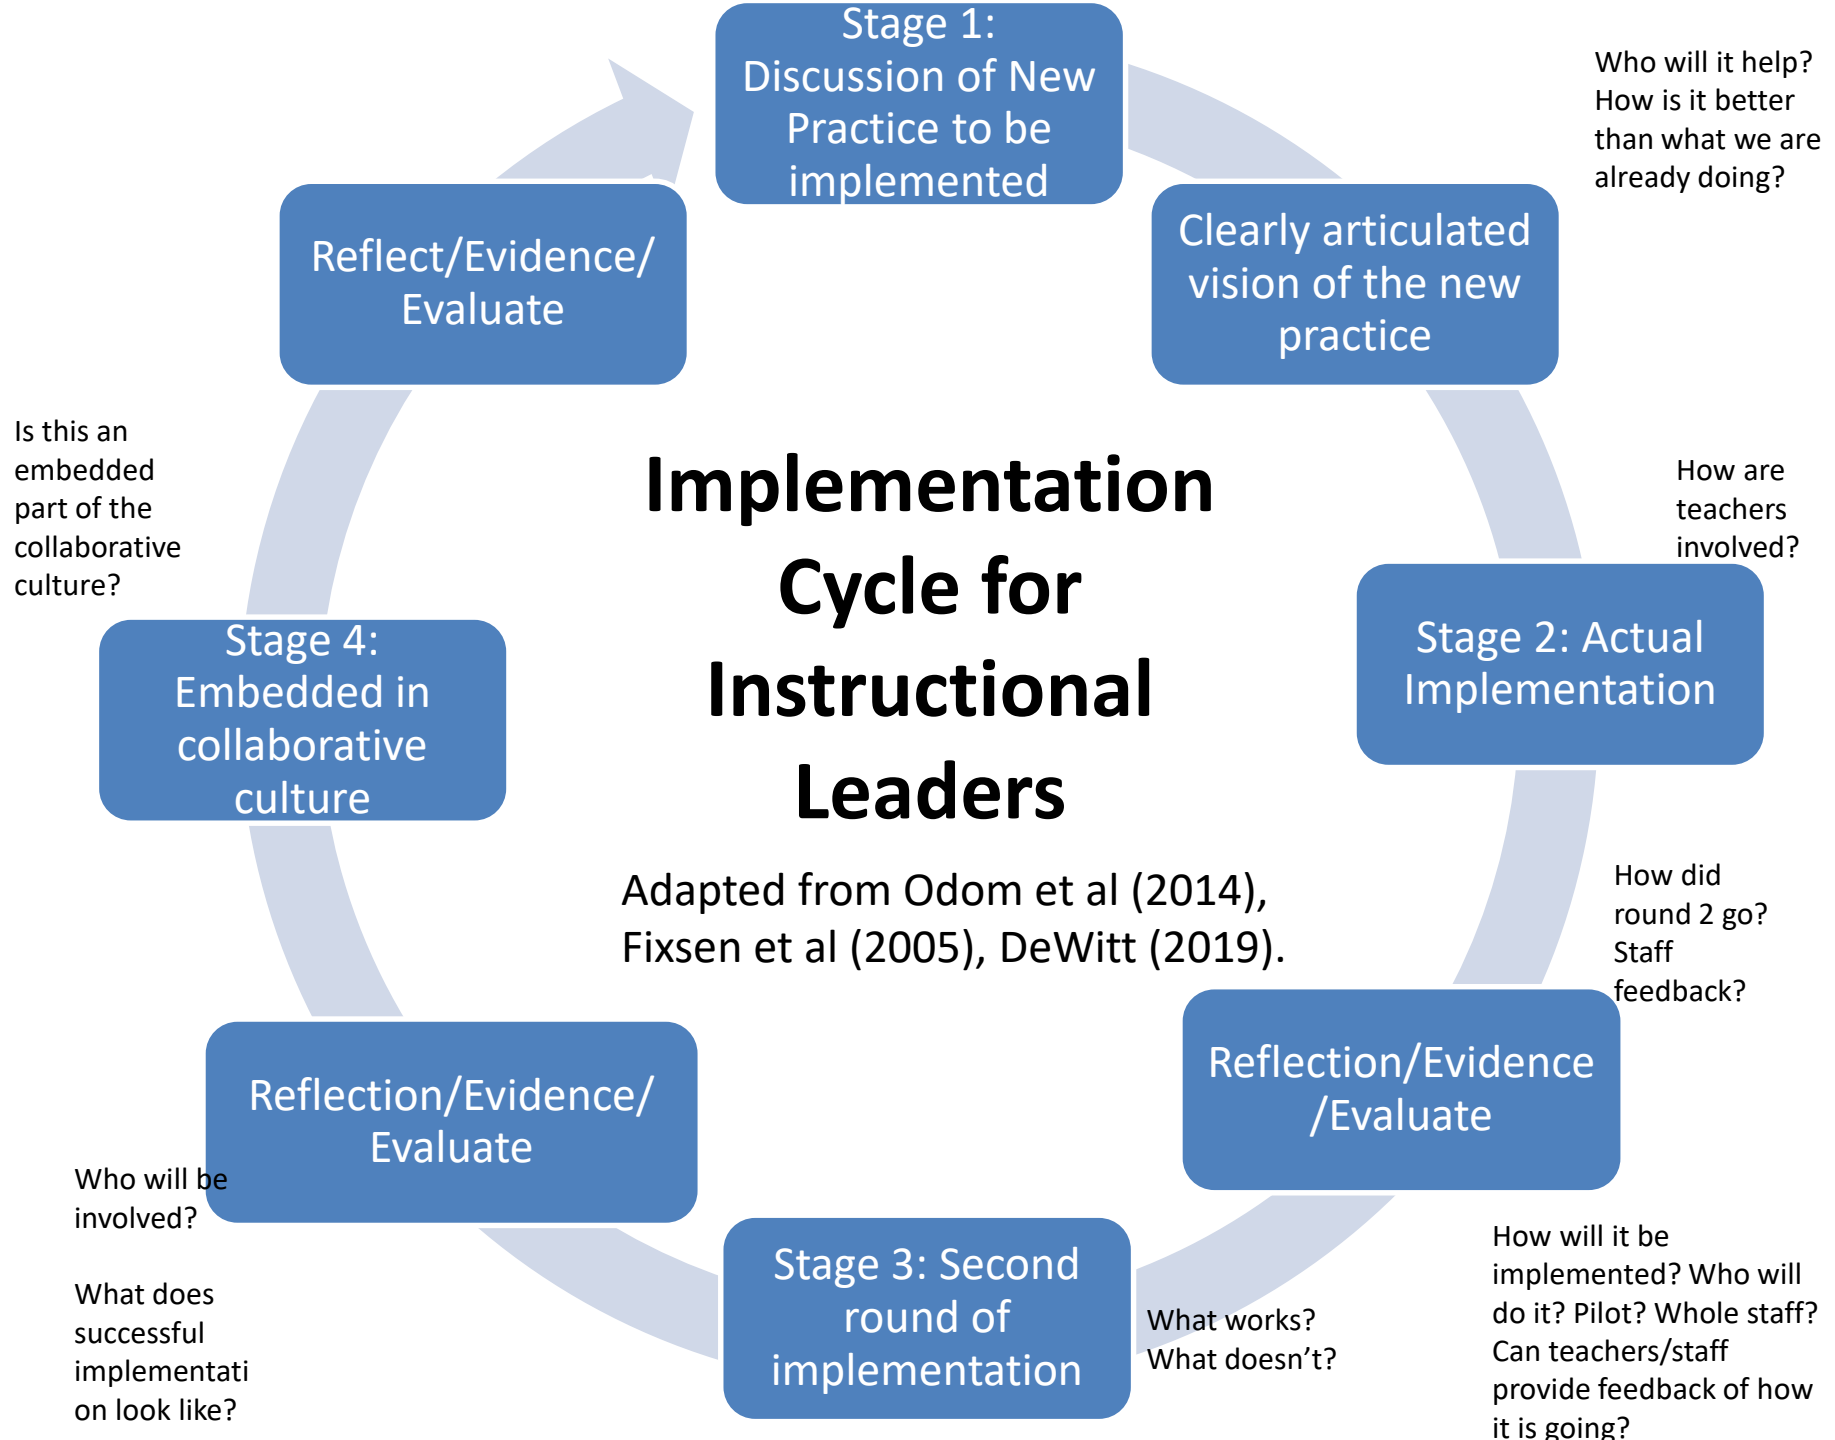 Stage 1:
Discussion of New
Practice to be
implemented
Who will it help?
How is it better
than what we are
already doing?
Clearly articulated
vision of the new
practice
How are
teachers
involved?
Stage 2: Actual
Implementation
How did
round 2 go?
Staff
feedback?
Reflection/Evidence
/Evaluate
How will it be
implemented? Who will
do it? Pilot? Whole staff?
Can teachers/staff
provide feedback of how
it is going?
What works?
What doesn’t?
Stage 3: Second
round of
implementation
Reflection/Evidence/
Evaluate
Who will be
involved?
What does
successful
implementati
on look like?
Stage 4:
Embedded in
collaborative
culture
Is this an
embedded
part of the
collaborative
culture?
Reflect/Evidence/
Evaluate
Implementation
Cycle for
Instructional
Leaders
Adapted from Odom et al (2014),
Fixsen et al (2005), DeWitt (2019).